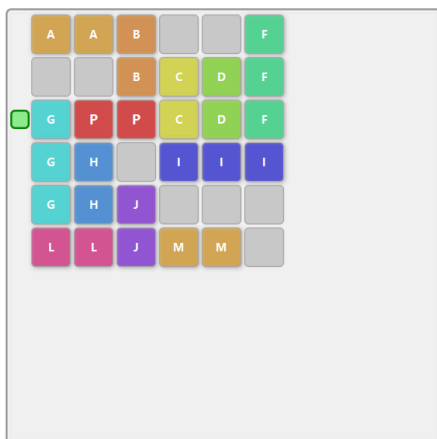 A A B F
B C D F
G P P C D F
G H I I I
G H J
L L J M M